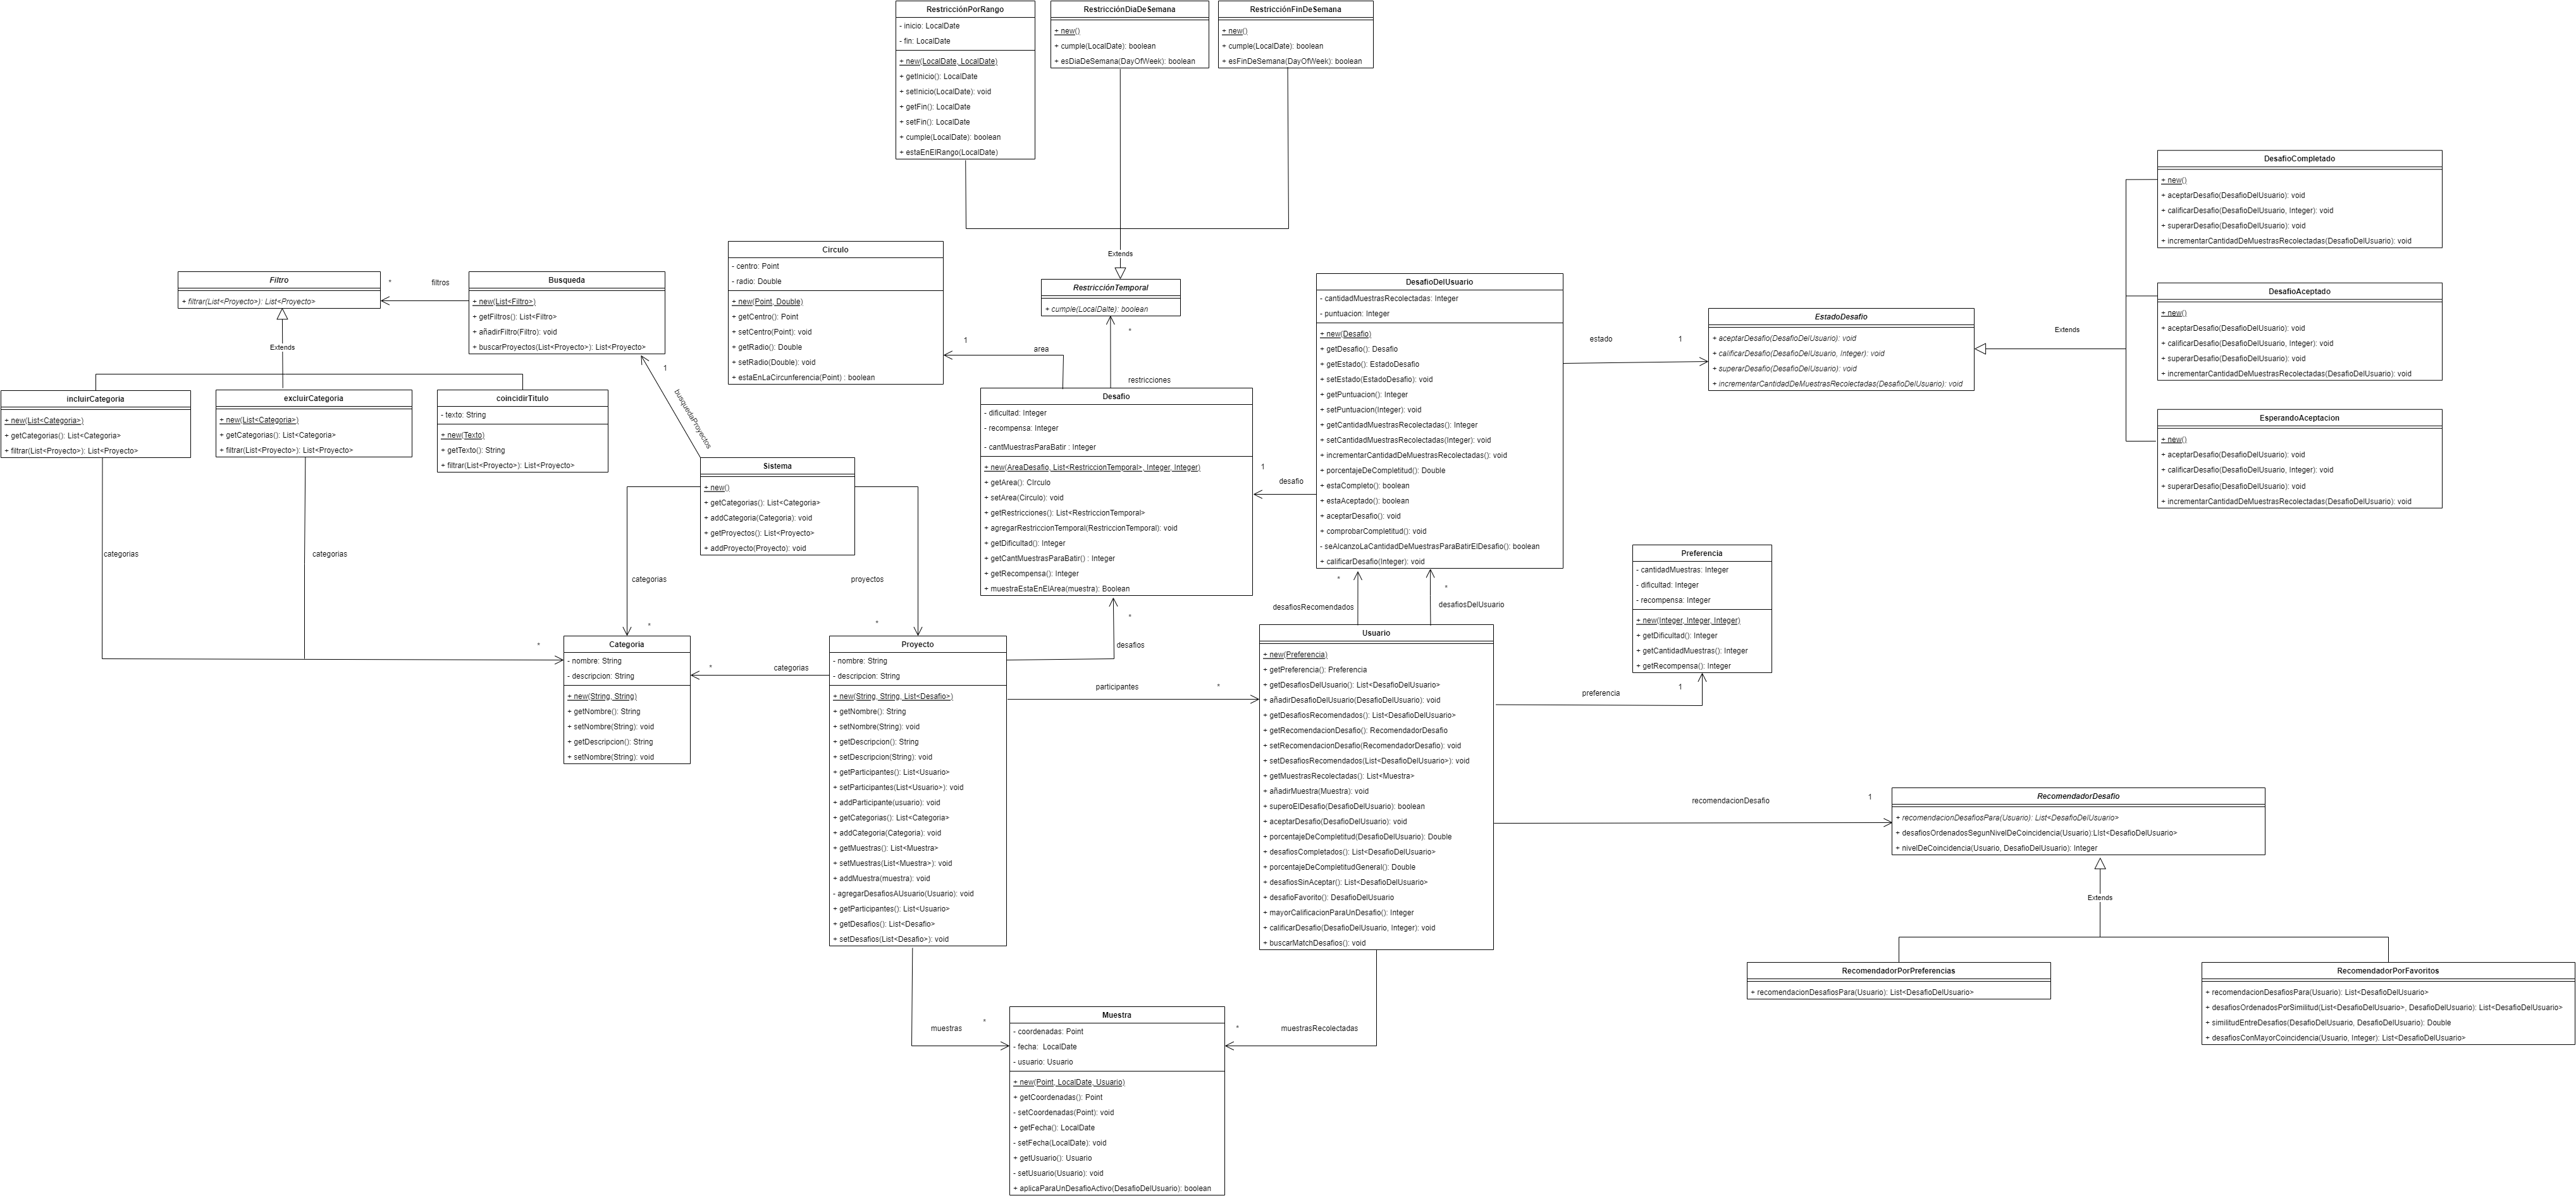 RestricciónPorRango
- inicio: LocalDate
- fin: LocalDate
+ new(LocalDate, LocalDate)
+ getInicio(): LocalDate
+ setInicio(LocalDate): void
+ getFin(): LocalDate
+ setFin(): LocalDate
+ cumple(LocalDate): boolean
+ estaEnElRango(LocalDate)
RestricciónDiaDeSemana
+ new()
+ cumple(LocalDate): boolean
+ esDiaDeSemana(DayOfWeek): boolean
RestricciónFinDeSemana
+ new()
+ cumple(LocalDate): boolean
+ esFinDeSemana(DayOfWeek): boolean
Extends
RestricciónTemporal
+ cumple(LocalDalte): boolean
*
restricciones
Circulo
- centro: Point
- radio: Double
+ new(Point, Double)
+ getCentro(): Point
+ setCentro(Point): void
+ getRadio(): Double
+ setRadio(Double): void
+ estaEnLaCircunferencia(Point) : boolean
1
area
Filtro
+ filtrar(List<Proyecto>): List<Proyecto>
*
filtros
Busqueda
+ new(List<Filtro>)
+ getFiltros(): List<Filtro>
+ añadirFiltro(Filtro): void
+ buscarProyectos(List<Proyecto>): List<Proyecto>
Extends
1
busquedaProyectos
incluirCategoria
+ new(List<Categoria>)
+ getCategorias(): List<Categoria>
+ filtrar(List<Proyecto>): List<Proyecto>
excluirCategoria
+ new(List<Categoria>)
+ getCategorias(): List<Categoria>
+ filtrar(List<Proyecto>): List<Proyecto>
coincidirTitulo
- texto: String
+ new(Texto)
+ getTexto(): String
+ filtrar(List<Proyecto>): List<Proyecto>
categorias
categorias
*
Sistema
+ new()
+ getCategorias(): List<Categoria>
+ addCategoria(Categoria): void
+ getProyectos(): List<Proyecto>
+ addProyecto(Proyecto): void
categorias
*
proyectos
*
Desafio
- dificultad: Integer
- recompensa: Integer
- cantMuestrasParaBatir : Integer
+ new(AreaDesafio, List<RestriccionTemporal>, Integer, Integer)
+ getArea(): CIrculo
+ setArea(Circulo): void
+ getRestricciones(): List<RestriccionTemporal>
+ agregarRestriccionTemporal(RestriccionTemporal): void
+ getDificultad(): Integer
+ getCantMuestrasParaBatir() : Integer
+ getRecompensa(): Integer
+ muestraEstaEnElArea(muestra): Boolean
1
desafio
DesafioDelUsuario
- cantidadMuestrasRecolectadas: Integer
- puntuacion: Integer
+ new(Desafio)
+ getDesafio(): Desafio
+ getEstado(): EstadoDesafio
+ setEstado(EstadoDesafio): void
+ getPuntuacion(): Integer
+ setPuntuacion(Integer): void
+ getCantidadMuestrasRecolectadas(): Integer
+ setCantidadMuestrasRecolectadas(Integer): void
+ incrementarCantidadDeMuestrasRecolectadas(): void
+ porcentajeDeCompletitud(): Double
+ estaCompleto(): boolean
+ estaAceptado(): boolean
+ aceptarDesafio(): void
+ comprobarCompletitud(): void
- seAlcanzoLaCantidadDeMuestrasParaBatirElDesafio(): boolean
+ calificarDesafio(Integer): void
estado
1
EstadoDesafio
+ aceptarDesafio(DesafioDelUsuario): void
+ calificarDesafio(DesafioDelUsuario, Integer): void
+ superarDesafio(DesafioDelUsuario): void
+ incrementarCantidadDeMuestrasRecolectadas(DesafioDelUsuario): void
Extends
DesafioCompletado
+ new()
+ aceptarDesafio(DesafioDelUsuario): void
+ calificarDesafio(DesafioDelUsuario, Integer): void
+ superarDesafio(DesafioDelUsuario): void
+ incrementarCantidadDeMuestrasRecolectadas(DesafioDelUsuario): void
DesafioAceptado
+ new()
+ aceptarDesafio(DesafioDelUsuario): void
+ calificarDesafio(DesafioDelUsuario, Integer): void
+ superarDesafio(DesafioDelUsuario): void
+ incrementarCantidadDeMuestrasRecolectadas(DesafioDelUsuario): void
EsperandoAceptacion
+ new()
+ aceptarDesafio(DesafioDelUsuario): void
+ calificarDesafio(DesafioDelUsuario, Integer): void
+ superarDesafio(DesafioDelUsuario): void
+ incrementarCantidadDeMuestrasRecolectadas(DesafioDelUsuario): void
Categoria
- nombre: String
- descripcion: String
+ new(String, String)
+ getNombre(): String
+ setNombre(String): void
+ getDescripcion(): String
+ setNombre(String): void
*
categorias
Proyecto
- nombre: String
- descripcion: String
+ new(String, String, List<Desafio>)
+ getNombre(): String
+ setNombre(String): void
+ getDescripcion(): String
+ setDescripcion(String): void
+ getParticipantes(): List<Usuario>
+ setParticipantes(List<Usuario>): void
+ addParticipante(usuario): void
+ getCategorias(): List<Categoria>
+ addCategoria(Categoria): void
+ getMuestras(): List<Muestra>
+ setMuestras(List<Muestra>): void
+ addMuestra(muestra): void
- agregarDesafiosAUsuario(Usuario): void
+ getParticipantes(): List<Usuario>
+ getDesafios(): List<Desafio>
+ setDesafios(List<Desafio>): void
*
desafios
participantes
*
*
desafiosRecomendados
*
desafiosDelUsuario
Usuario
+ new(Preferencia)
+ getPreferencia(): Preferencia
+ getDesafiosDelUsuario(): List<DesafioDelUsuario>
+ añadirDesafioDelUsuario(DesafioDelUsuario): void
+ getDesafiosRecomendados(): List<DesafioDelUsuario>
+ getRecomendacionDesafio(): RecomendadorDesafio
+ setRecomendacionDesafio(RecomendadorDesafio): void
+ setDesafiosRecomendados(List<DesafioDelUsuario>): void
+ getMuestrasRecolectadas(): List<Muestra>
+ añadirMuestra(Muestra): void
+ superoElDesafio(DesafioDelUsuario): boolean
+ aceptarDesafio(DesafioDelUsuario): void
+ porcentajeDeCompletitud(DesafioDelUsuario): Double
+ desafiosCompletados(): List<DesafioDelUsuario>
+ porcentajeDeCompletitudGeneral(): Double
+ desafiosSinAceptar(): List<DesafioDelUsuario>
+ desafioFavorito(): DesafioDelUsuario
+ mayorCalificacionParaUnDesafio(): Integer
+ calificarDesafio(DesafioDelUsuario, Integer): void
+ buscarMatchDesafios(): void
Preferencia
- cantidadMuestras: Integer
- dificultad: Integer
- recompensa: Integer
+ new(Integer, Integer, Integer)
+ getDificultad(): Integer
+ getCantidadMuestras(): Integer
+ getRecompensa(): Integer
preferencia
1
recomendacionDesafio
1
RecomendadorDesafio
+ recomendacionDesafiosPara(Usuario): List<DesafioDelUsuario>
+ desafiosOrdenadosSegunNivelDeCoincidencia(Usuario):LIst<DesafioDelUsuario>
+ nivelDeCoincidencia(Usuario, DesafioDelUsuario): Integer
Extends
RecomendadorPorPreferencias
+ recomendacionDesafiosPara(Usuario): List<DesafioDelUsuario>
RecomendadorPorFavoritos
+ recomendacionDesafiosPara(Usuario): List<DesafioDelUsuario>
+ desafiosOrdenadosPorSimilitud(List<DesafioDelUsuario>, DesafioDelUsuario): List<DesafioDelUsuario>
+ similitudEntreDesafios(DesafioDelUsuario, DesafioDelUsuario): Double
+ desafiosConMayorCoincidencia(Usuario, Integer): List<DesafioDelUsuario>
muestras
*
Muestra
- coordenadas: Point
- fecha:  LocalDate
- usuario: Usuario
+ new(Point, LocalDate, Usuario)
+ getCoordenadas(): Point
- setCoordenadas(Point): void
+ getFecha(): LocalDate
- setFecha(LocalDate): void
+ getUsuario(): Usuario
- setUsuario(Usuario): void
+ aplicaParaUnDesafioActivo(DesafioDelUsuario): boolean
*
muestrasRecolectadas